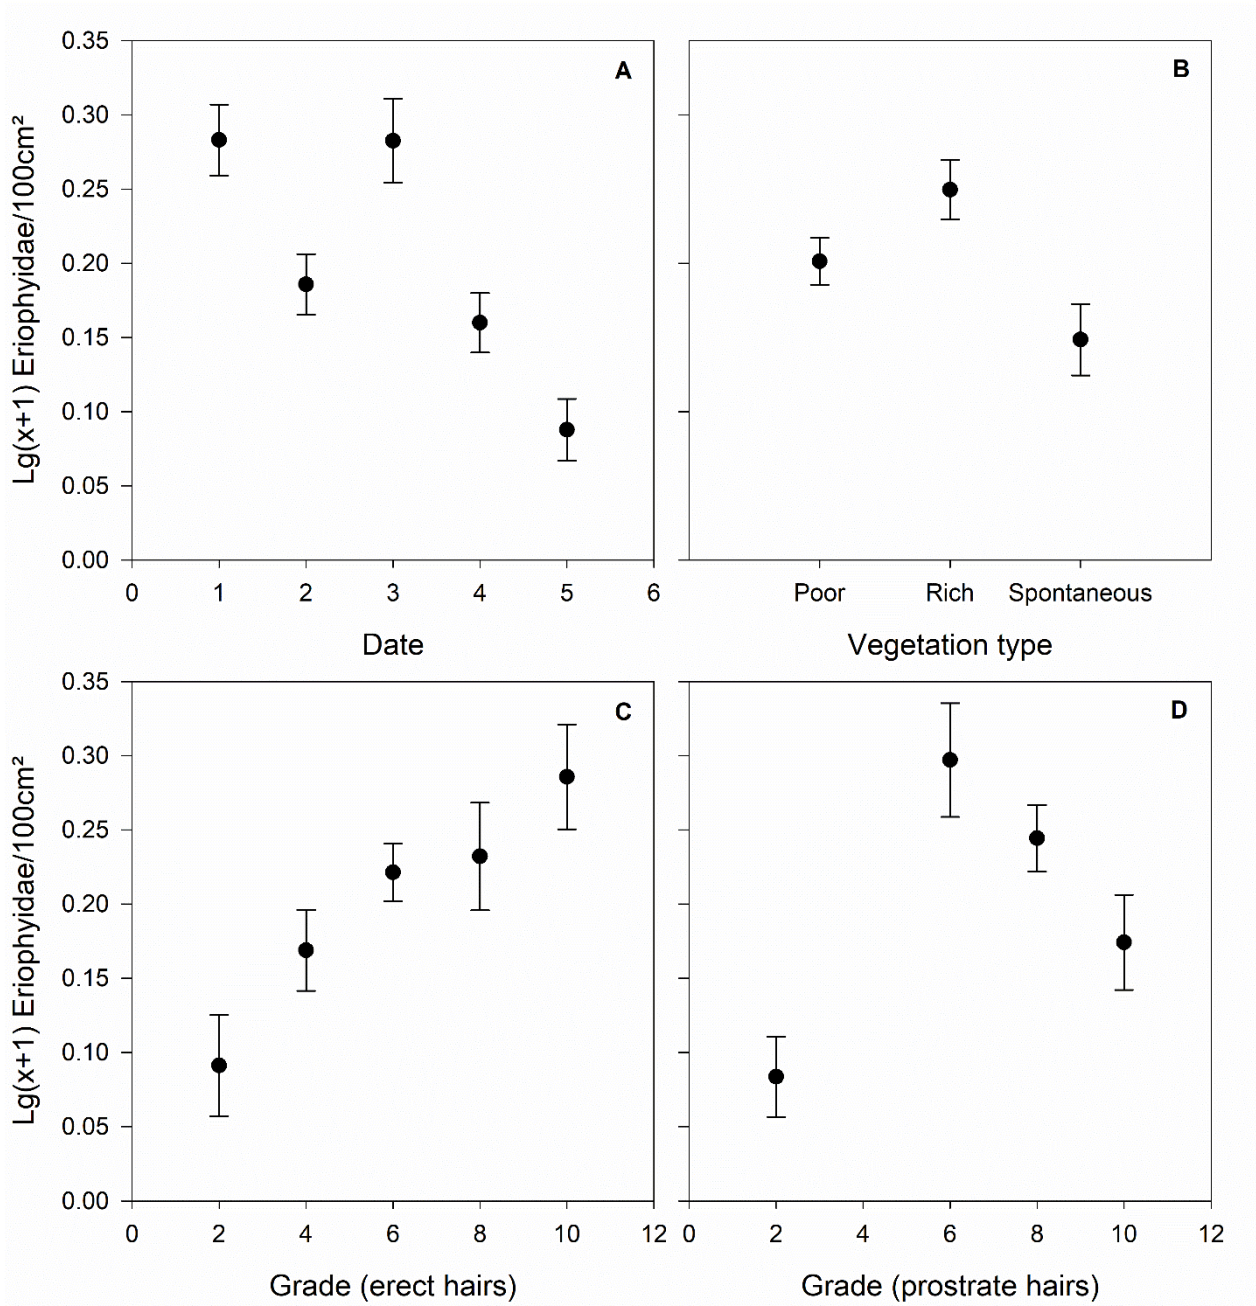 0.35
0.30
0.25
0.20
0.15
0.10
0.05
0.00
Lg(x+1) Eriophyidae/100cm²
A
0 1 2 3 4 5 6
Date
B
Poor Rich Spontaneous
Vegetation type
0.35
0.30
0.25
0.20
0.15
0.10
0.05
0.00
Lg(x+1) Eriophyidae/100cm²
C
0 2 4 6 8 10 12
Grade (erect hairs)
D
0 2 4 6 8 10 12
Grade (prostrate hairs)